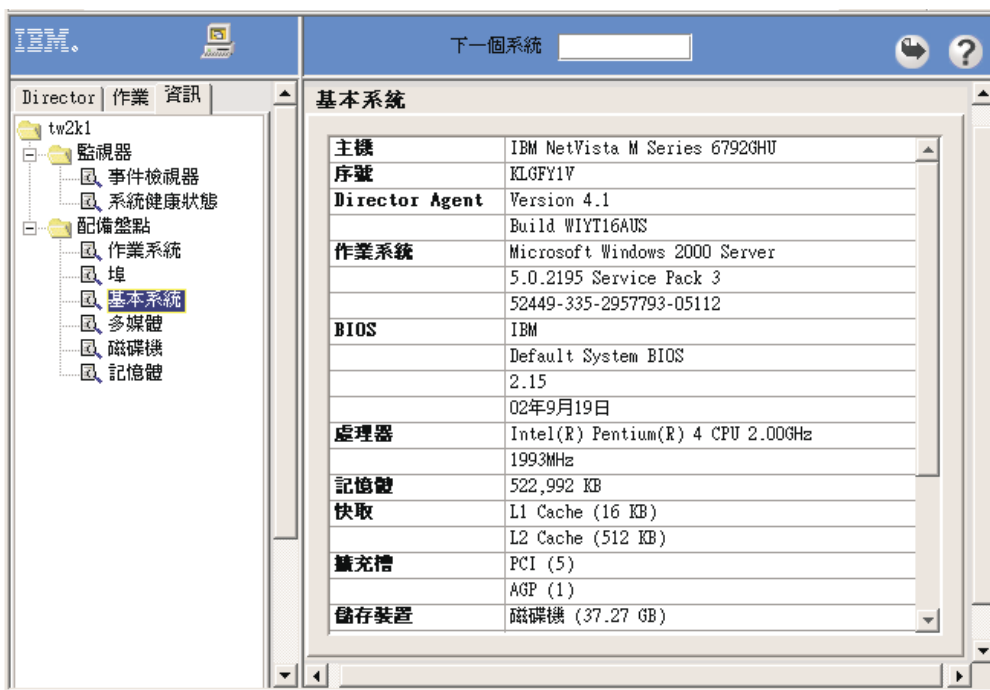 IBM.
下一個系統
?
Director 作業 資訊
tw2k1
監視器
事件檢視器
系統健康狀態
配備盤點
作業系統
埠
基本系統
多媒體
磁碟機
記憶體
基本系統
主機 IBM NetVista M Series 6792GHU
序號 KLGFY1V
Director Agent Version 4.1
Build WIYT16AUS
作業系統 Microsoft Windows 2000 Server
5.0.2195 Service Pack 3
52449-335-2957793-05112
BIOS IBM
Default System BIOS
2.15
02年9月19日
處理器 Intel(R) Pentium(R) 4 CPU 2.00GHz
1993MHz
記憶體 522,992 KB
快取 L1 Cache (16 KB)
L2 Cache (512 KB)
擴充槽 PCI (5)
AGP (1)
儲存裝置 磁碟機 (37.27 GB)